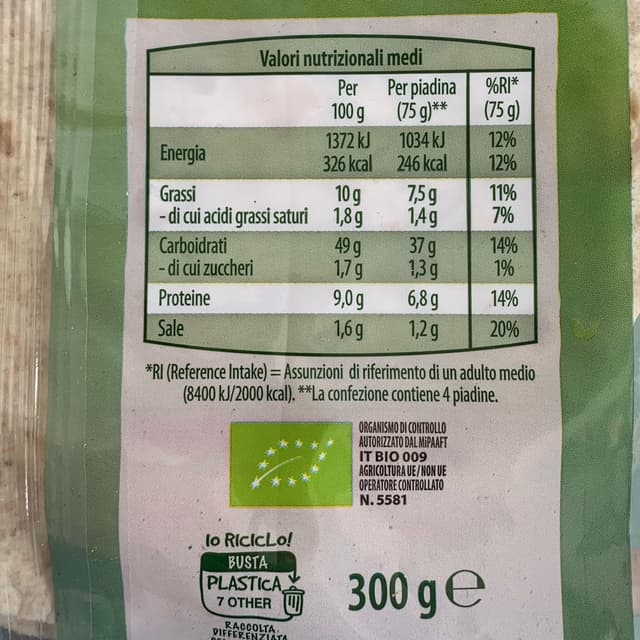 Valori nutrizionali medi
Per 100 g Per piadina (75 g)** %RI* (75 g)
Energia 1372 kJ 1034 kJ 12%
326 kcal 246 kcal 12%
Grassi 10 g 7,5 g 11%
- di cui acidi grassi saturi 1,8 g 1,4 g 7%
Carboidrati 49 g 37 g 14%
- di cui zuccheri 1,7 g 1,3 g 1%
Proteine 9,0 g 6,8 g 14%
Sale 1,6 g 1,2 g 20%
*RI (Reference Intake) = Assunzioni di riferimento di un adulto medio
(8400 kJ/2000 kcal). **La confezione contiene 4 piadine.
ORGANISMO DI CONTROLLO
AUTORIZZATO DAL MiPAAFT
IT BIO 009
AGRICOLTURA UE/NON UE
OPERATORE CONTROLLATO
N. 5581
Io RICICLO!
BUSTA
PLASTICA
7 OTHER
RACCOLTA
DIFFERENZIATA
300 g e